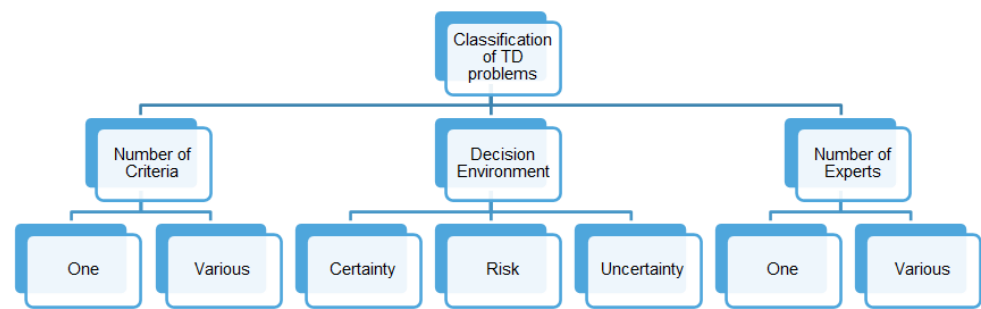 Classification
of TD
problems
Number of
Criteria
Decision
Environment
Number of
Experts
One
Various
Certainty
Risk
Uncertainty
One
Various